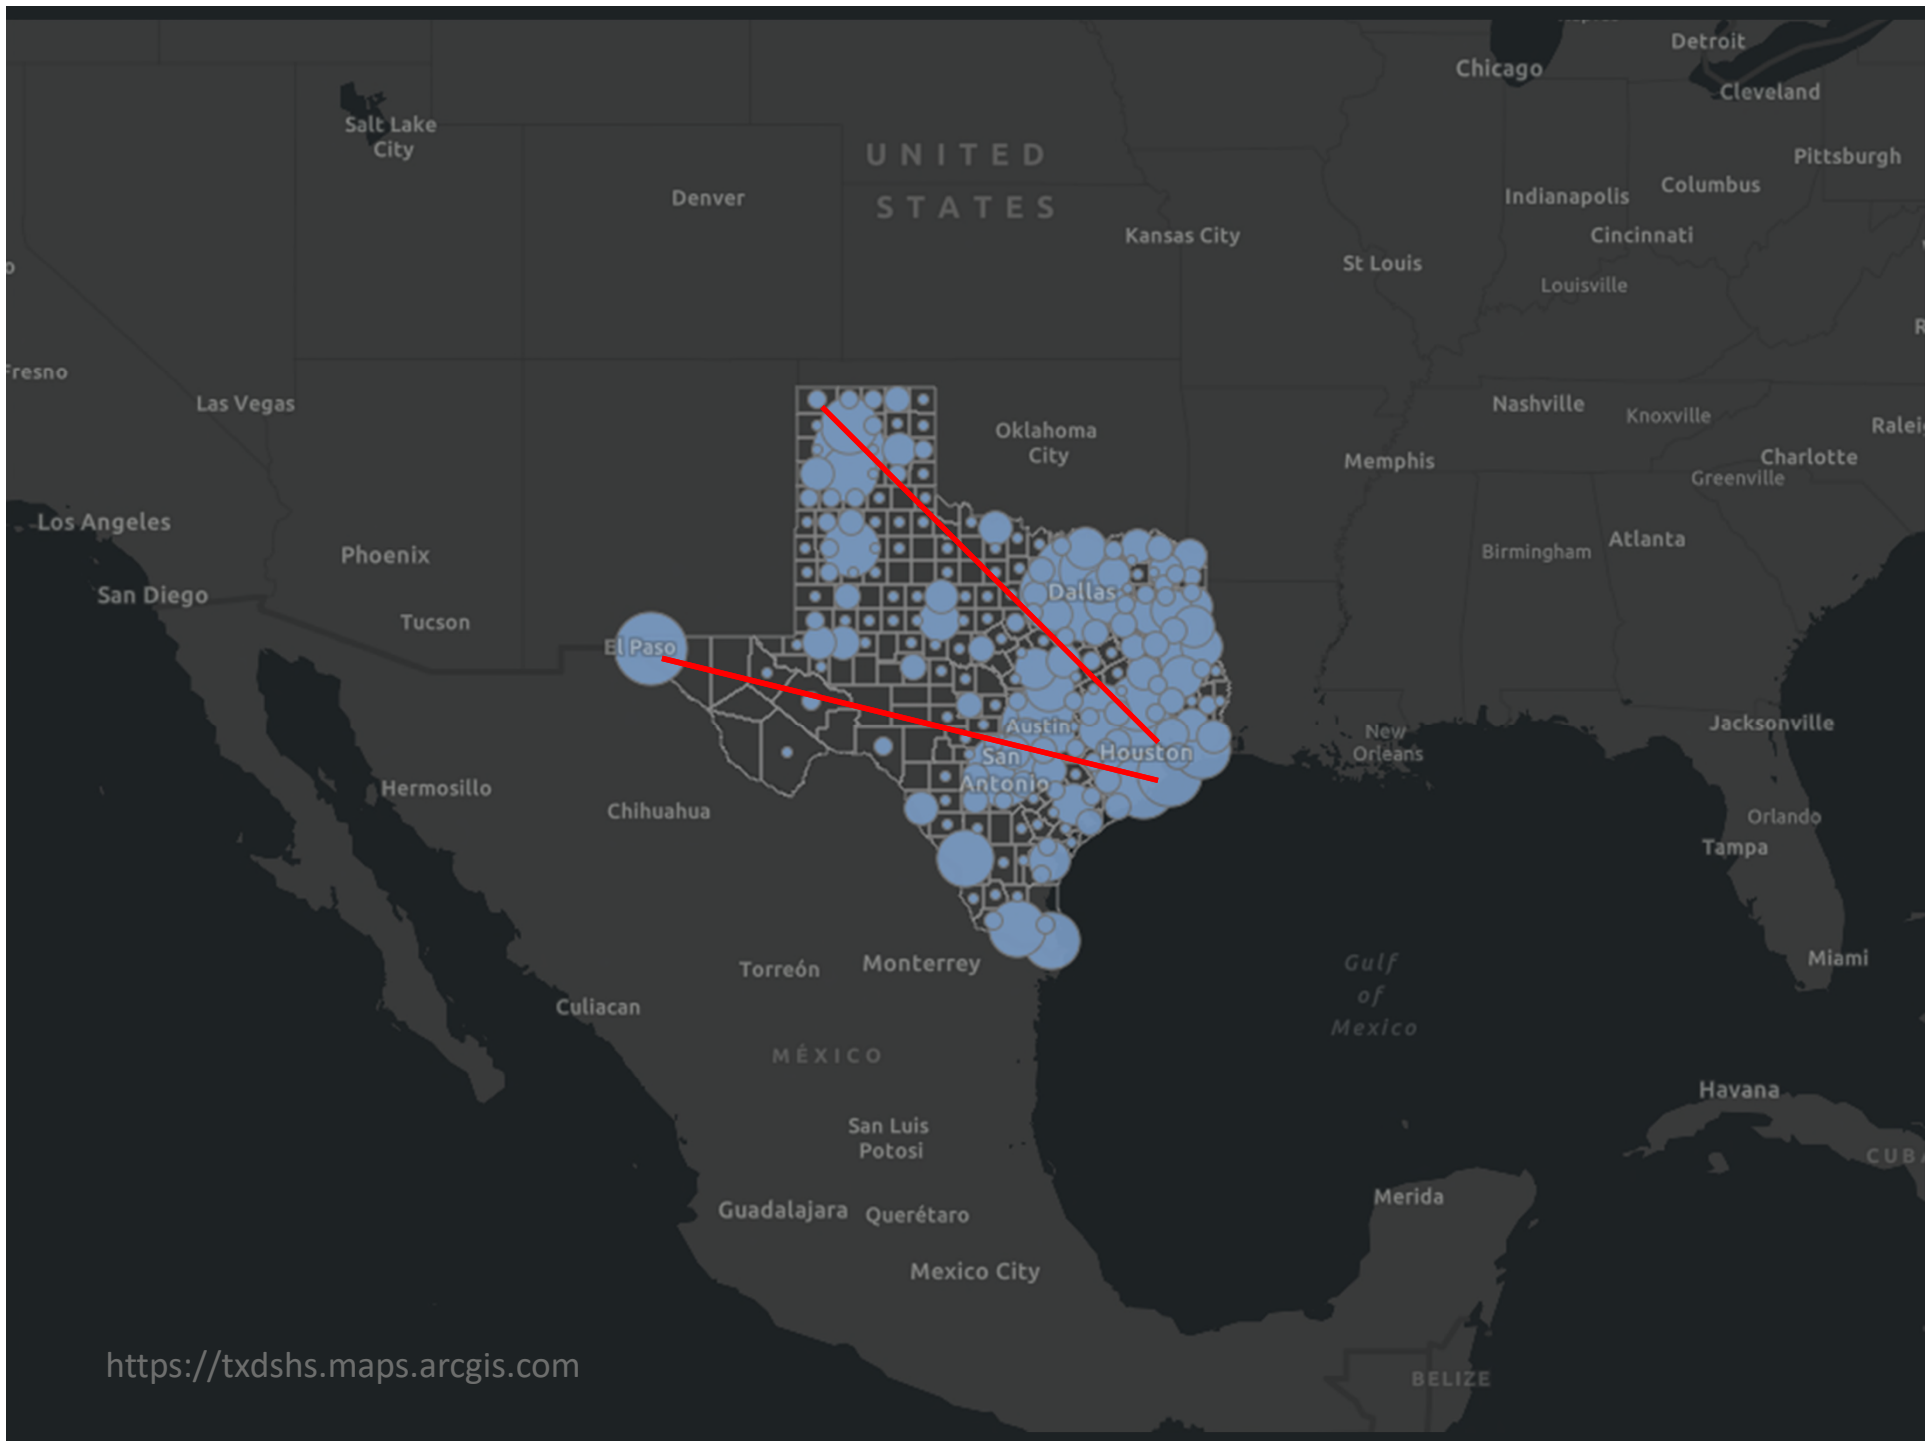 Detroit
Chicago
Cleveland
Salt Lake
City
UNITED
STATES
Pittsburgh
Denver
Indianapolis
Columbus
Kansas City
Cincinnati
St Louis
Louisville
Fresno
Las Vegas
Nashville
Knoxville
Oklahoma
City
Memphis
Charlotte
Greenville
Los Angeles
Phoenix
Birmingham
Atlanta
San Diego
Dallas
Tucson
El Paso
Austin
Jacksonville
New
Orleans
Houston
San
Antonio
Hermosillo
Chihuahua
Orlando
Tampa
Torreón
Monterrey
Miami
Gulf
of
Mexico
Culiacan
MÉXICO
Havana
San Luis
Potosi
CUBA
Merida
Guadalajara
Querétaro
Mexico City
https://txdshs.maps.arcgis.com
BELIZE